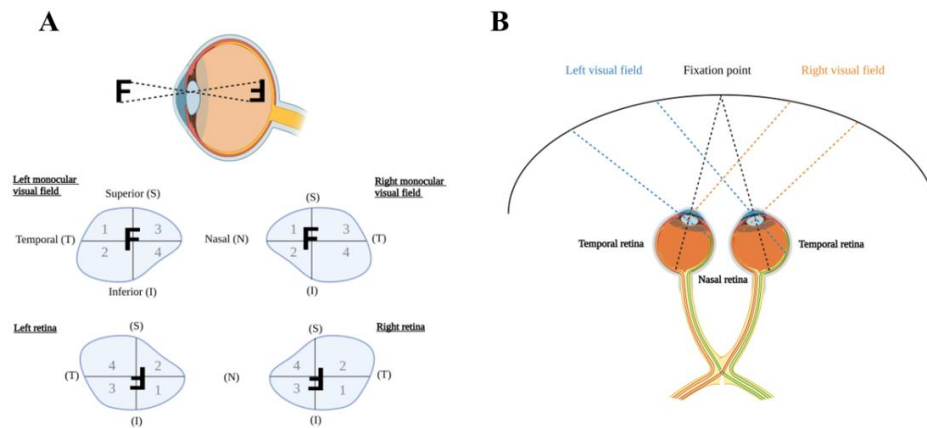 A
F
F
Left monocular
visual field
Superior (S)
Right monocular
visual field
(S)
1 3
F
Temporal (T)
2 4
Nasal (N)
1 3
F
(T)
2 4
Inferior (I)
(I)
Left retina
(S)
(S)
Right retina
4 2
F
(T)
3 1
(N)
4 2
F
(T)
3 1
(I)
(I)
B
Left visual field
Fixation point
Right visual field
Temporal retina
Temporal retina
Nasal retina